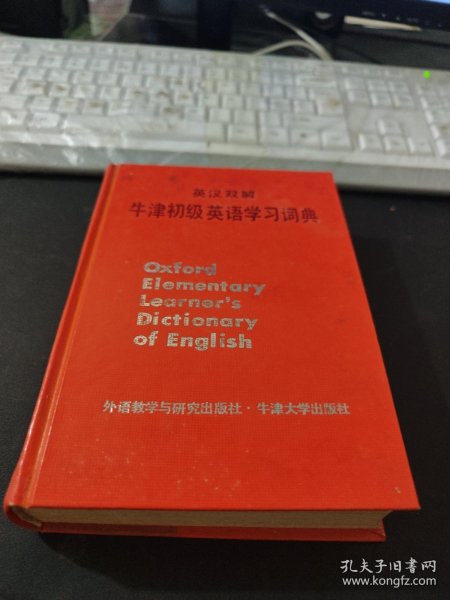 英汉双解
牛津初级英语学习词典
Oxford
Elementary
Learner's
Dictionary
of English
外语教学与研究出版社·牛津大学出版社
孔夫子旧书网
www.kongfz.com